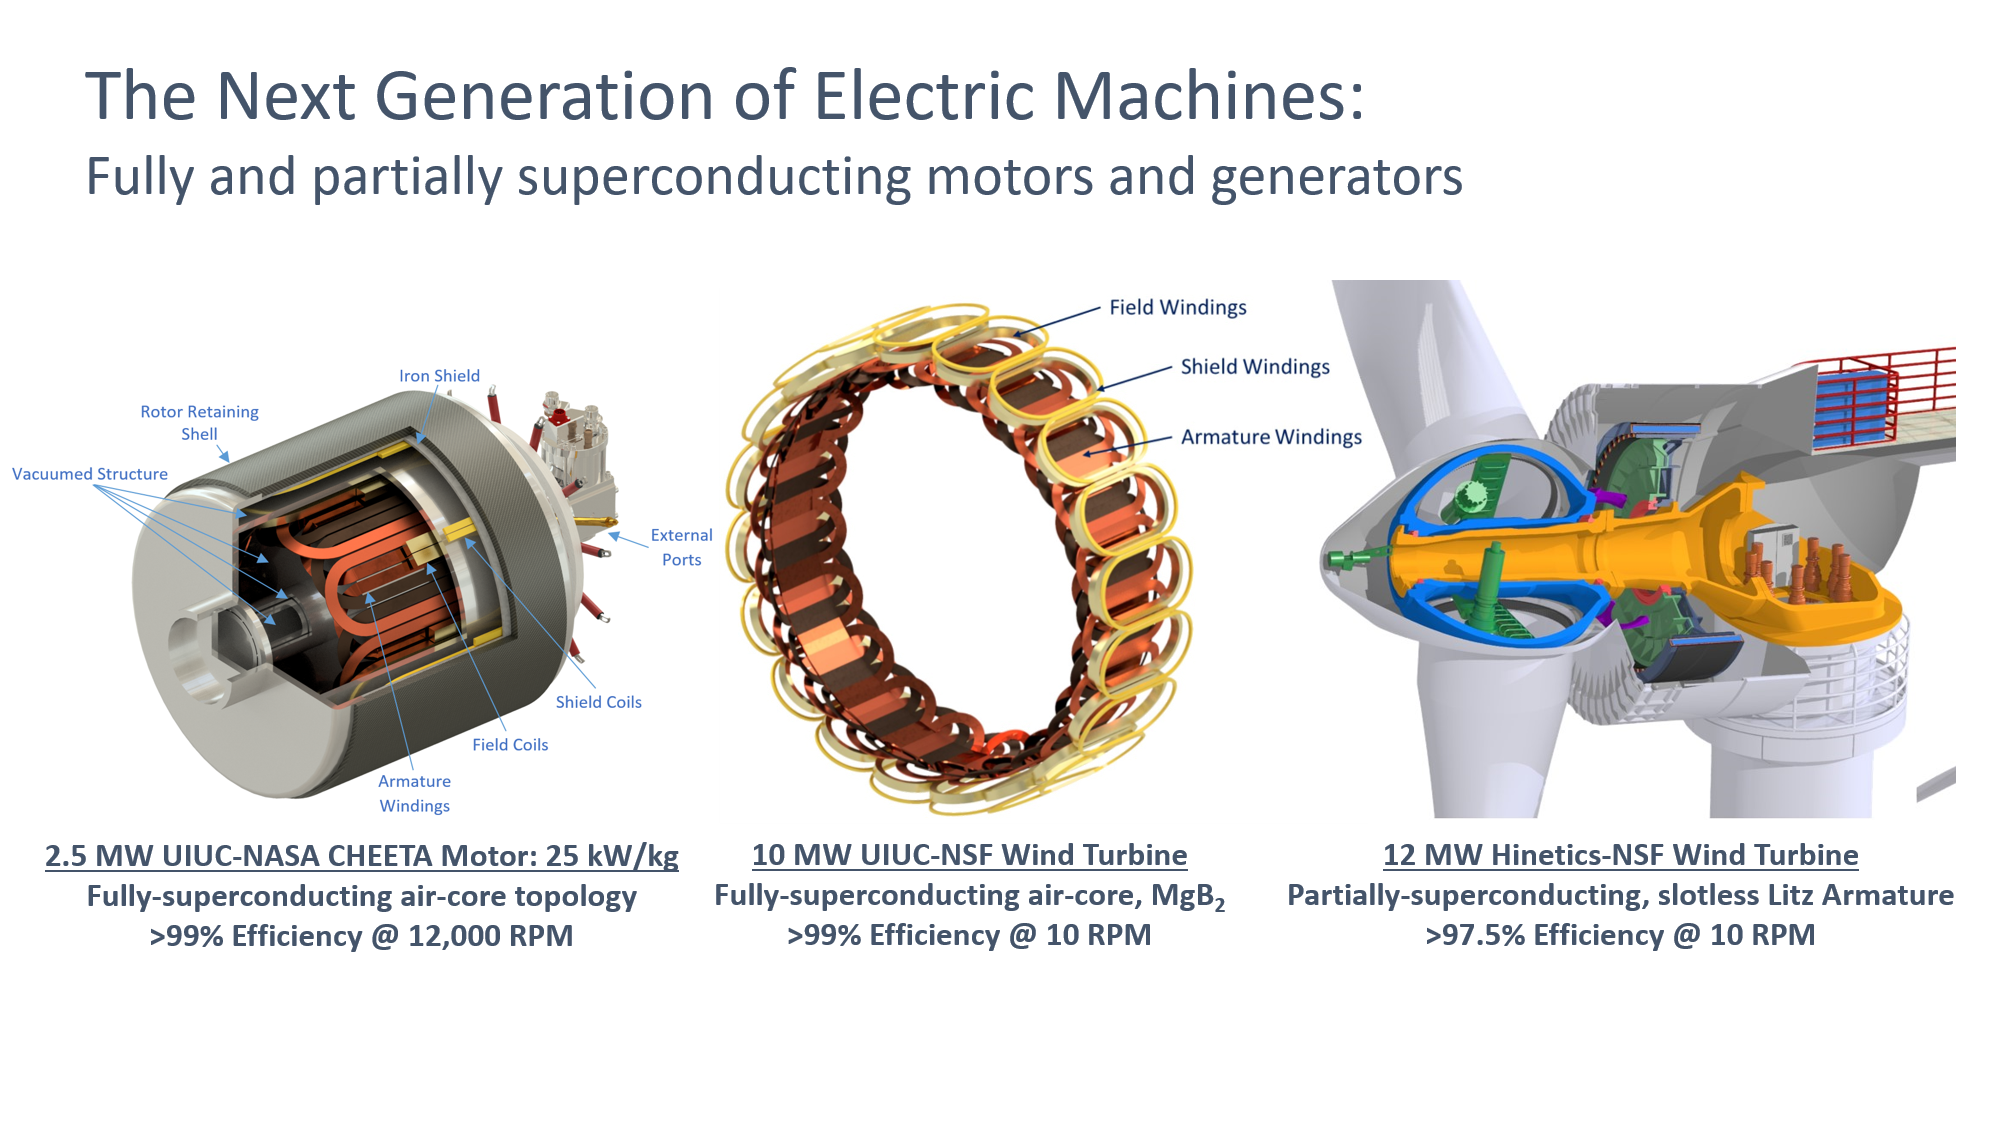 The Next Generation of Electric Machines:
Fully and partially superconducting motors and generators
Iron Shield
Rotor Retaining
Shell
Vacuumed Structure
External
Ports
Shield Coils
Field Coils
Armature
Windings
2.5 MW UIUC-NASA CHEETA Motor: 25 kW/kg
Fully-superconducting air-core topology
>99% Efficiency @ 12,000 RPM
Field Windings
Shield Windings
Armature Windings
10 MW UIUC-NSF Wind Turbine
Fully-superconducting air-core, MgB₂
>99% Efficiency @ 10 RPM
12 MW Hinetics-NSF Wind Turbine
Partially-superconducting, slotless Litz Armature
>97.5% Efficiency @ 10 RPM